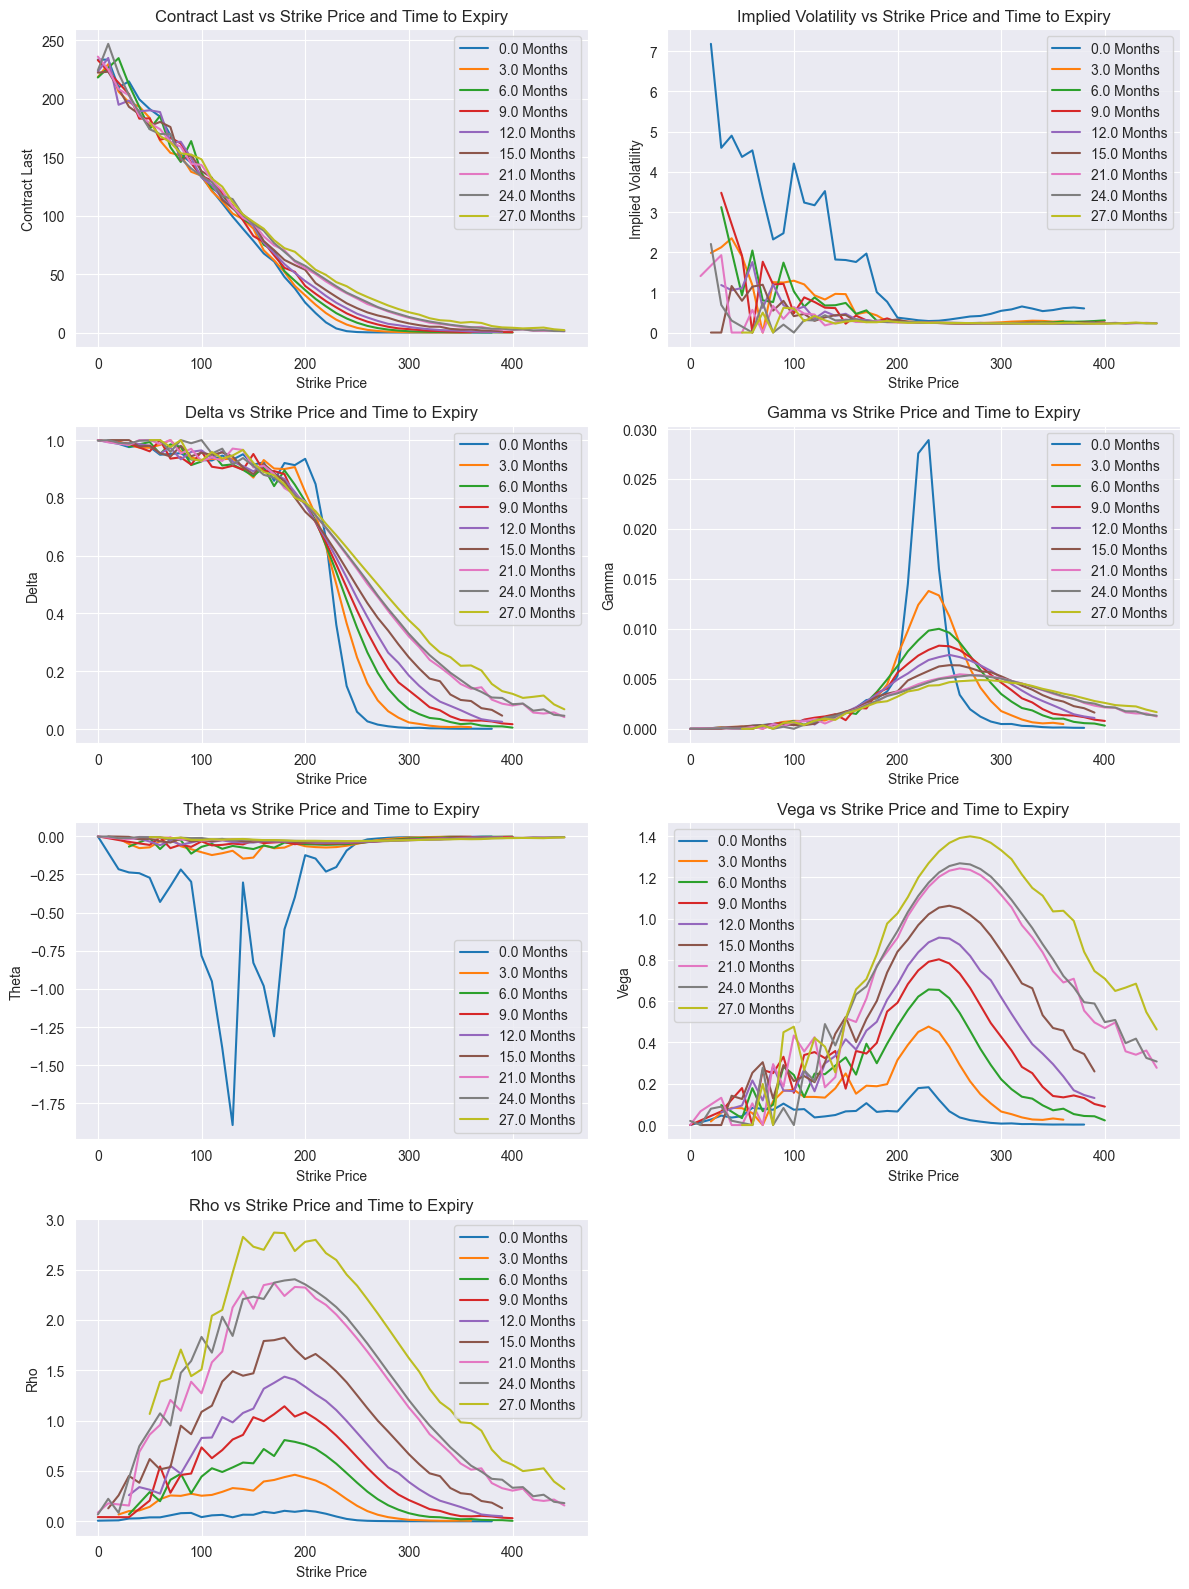 Contract Last vs Strike Price and Time to Expiry
250
200
150
100
50
0
Contract Last
0 100 200 300 400
Strike Price
0.0 Months
3.0 Months
6.0 Months
9.0 Months
12.0 Months
15.0 Months
21.0 Months
24.0 Months
27.0 Months
Implied Volatility vs Strike Price and Time to Expiry
7
6
5
4
3
2
1
0
Implied Volatility
0 100 200 300 400
Strike Price
0.0 Months
3.0 Months
6.0 Months
9.0 Months
12.0 Months
15.0 Months
21.0 Months
24.0 Months
27.0 Months
Delta vs Strike Price and Time to Expiry
1.0
0.8
0.6
0.4
0.2
0.0
Delta
0 100 200 300 400
Strike Price
0.0 Months
3.0 Months
6.0 Months
9.0 Months
12.0 Months
15.0 Months
21.0 Months
24.0 Months
27.0 Months
Gamma vs Strike Price and Time to Expiry
0.030
0.025
0.020
0.015
0.010
0.005
0.000
Gamma
0 100 200 300 400
Strike Price
0.0 Months
3.0 Months
6.0 Months
9.0 Months
12.0 Months
15.0 Months
21.0 Months
24.0 Months
27.0 Months
Theta vs Strike Price and Time to Expiry
0.00
−0.25
−0.50
−0.75
−1.00
−1.25
−1.50
−1.75
Theta
0 100 200 300 400
Strike Price
0.0 Months
3.0 Months
6.0 Months
9.0 Months
12.0 Months
15.0 Months
21.0 Months
24.0 Months
27.0 Months
Vega vs Strike Price and Time to Expiry
1.4
1.2
1.0
0.8
0.6
0.4
0.2
0.0
Vega
0 100 200 300 400
Strike Price
0.0 Months
3.0 Months
6.0 Months
9.0 Months
12.0 Months
15.0 Months
21.0 Months
24.0 Months
27.0 Months
Rho vs Strike Price and Time to Expiry
3.0
2.5
2.0
1.5
1.0
0.5
0.0
Rho
0 100 200 300 400
Strike Price
0.0 Months
3.0 Months
6.0 Months
9.0 Months
12.0 Months
15.0 Months
21.0 Months
24.0 Months
27.0 Months